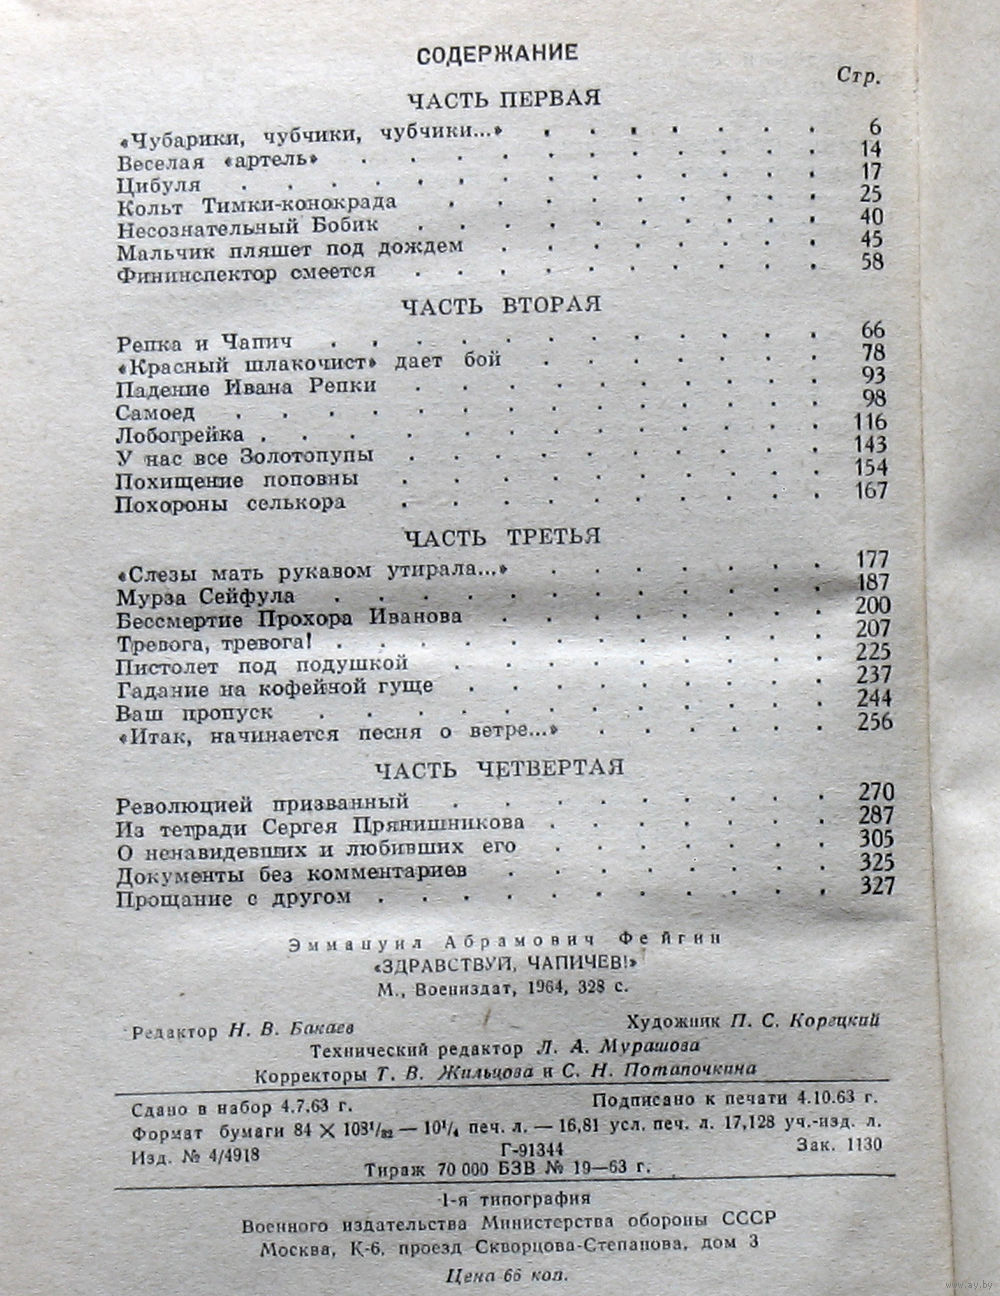 СОДЕРЖАНИЕ
Стр.
ЧАСТЬ ПЕРВАЯ
«Чубарики, чубчики, чубчики...» . . . . . . . 6
Веселая «артель» . . . . . . . . . . . 14
Цибуля . . . . . . . . . . . . . 17
Кольт Тимки-конокрада . . . . . . . . . 25
Несознательный Бобик . . . . . . . . . . 40
Мальчик пляшет под дождем . . . . . . . . 45
Фининспектор смеется . . . . . . . . . . 58
ЧАСТЬ ВТОРАЯ
Репка и Чапич . . . . . . . . . . . 66
«Красный шлакочист» дает бой . . . . . . . 78
Падение Ивана Репки . . . . . . . . . . 93
Самоед . . . . . . . . . . . . . 98
Лобогрейка . . . . . . . . . . . . 116
У нас все Золотопупы . . . . . . . . . . 143
Похищение поповны . . . . . . . . . . 154
Похороны селькора . . . . . . . . . . 167
ЧАСТЬ ТРЕТЬЯ
«Слезы мать рукавом утирала...» . . . . . . . 177
Мурза Сейфула . . . . . . . . . . . 187
Бессмертие Прохора Иванова . . . . . . . . 200
Тревога, тревога! . . . . . . . . . . . 207
Пистолет под подушкой . . . . . . . . . 225
Гадание на кофейной гуще . . . . . . . . . 237
Ваш пропуск . . . . . . . . . . . . 244
«Итак, начинается песня о ветре...» . . . . . . 256
ЧАСТЬ ЧЕТВЕРТАЯ
Революцией призванный . . . . . . . . . 270
Из тетради Сергея Прянишникова . . . . . . . 287
О ненавидевших и любивших его . . . . . . . 305
Документы без комментариев . . . . . . . . 325
Прощание с другом . . . . . . . . . . . 327
Эммануил Абрамович Фейгин
«ЗДРАВСТВУЙ, ЧАПИЧЕВ!»
М., Воениздат, 1964, 328 с.
Редактор Н. В. Бакаев Художник П. С. Корецкий
Технический редактор Л. А. Мурашова
Корректоры Т. В. Жильцова и С. Н. Потапочкина
Сдано в набор 4.7.63 г. Подписано к печати 4.10.63 г.
Формат бумаги 84 × 108¹/₃₂ — 10¹/₄ печ. л. — 16,81 усл. печ. л. 17,128 уч.-изд. л.
Изд. № 4/4918 Г-91344 Зак. 1130
Тираж 70 000 БЗВ № 19—63 г.
1-я типография
Военного издательства Министерства обороны СССР
Москва, К-6, проезд Скворцова-Степанова, дом 3
Цена 66 коп.
www.ay.by